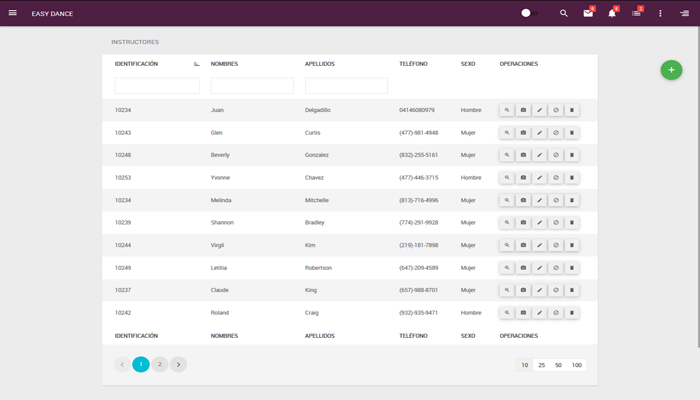 EASY DANCE
INSTRUCTORES
IDENTIFICACIÓN NOMBRES APELLIDOS TELÉFONO SEXO OPERACIONES
10234 Juan Delgadillo 04146080979 Hombre
10243 Glen Curtis (477)-981-4948 Mujer
10248 Beverly Gonzalez (832)-255-5161 Mujer
10253 Yvonne Chavez (477)-446-3715 Hombre
10234 Melinda Mitchelle (813)-716-4996 Mujer
10239 Shannon Bradley (774)-291-9928 Mujer
10244 Virgil Kim (219)-181-7898 Mujer
10249 Letitia Robertson (647)-209-4589 Mujer
10237 Claude King (657)-988-8701 Mujer
10242 Roland Craig (932)-935-9471 Hombre
IDENTIFICACIÓN NOMBRES APELLIDOS TELÉFONO SEXO OPERACIONES
1 2 10 25 50 100